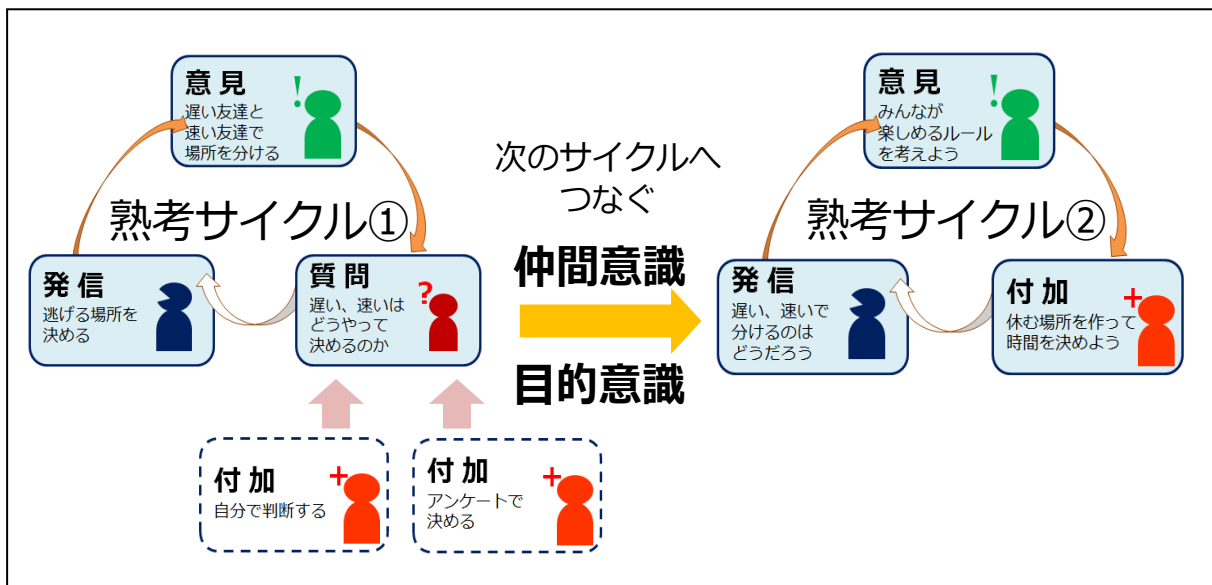 意見
遅い友達と
速い友達で
場所を分ける
!
熟考サイクル①
発信
逃げる場所を
決める
質問
遅い、速いは
どうやって
決めるのか
?
付加
自分で判断する
+
付加
アンケートで
決める
+
次のサイクルへ
つなぐ
仲間意識
目的意識
意見
みんなが
楽しめるルール
を考えよう
!
熟考サイクル②
発信
遅い、速いで
分けるのは
どうだろう
付加
休む場所を作って
時間を決めよう
+